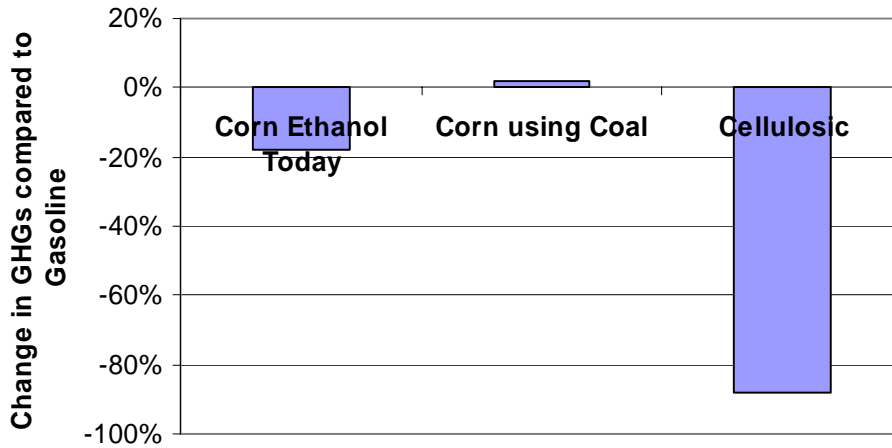 Change in GHGs compared to
Gasoline
20%
0%
-20%
-40%
-60%
-80%
-100%
Corn Ethanol
Today
Corn using Coal
Cellulosic